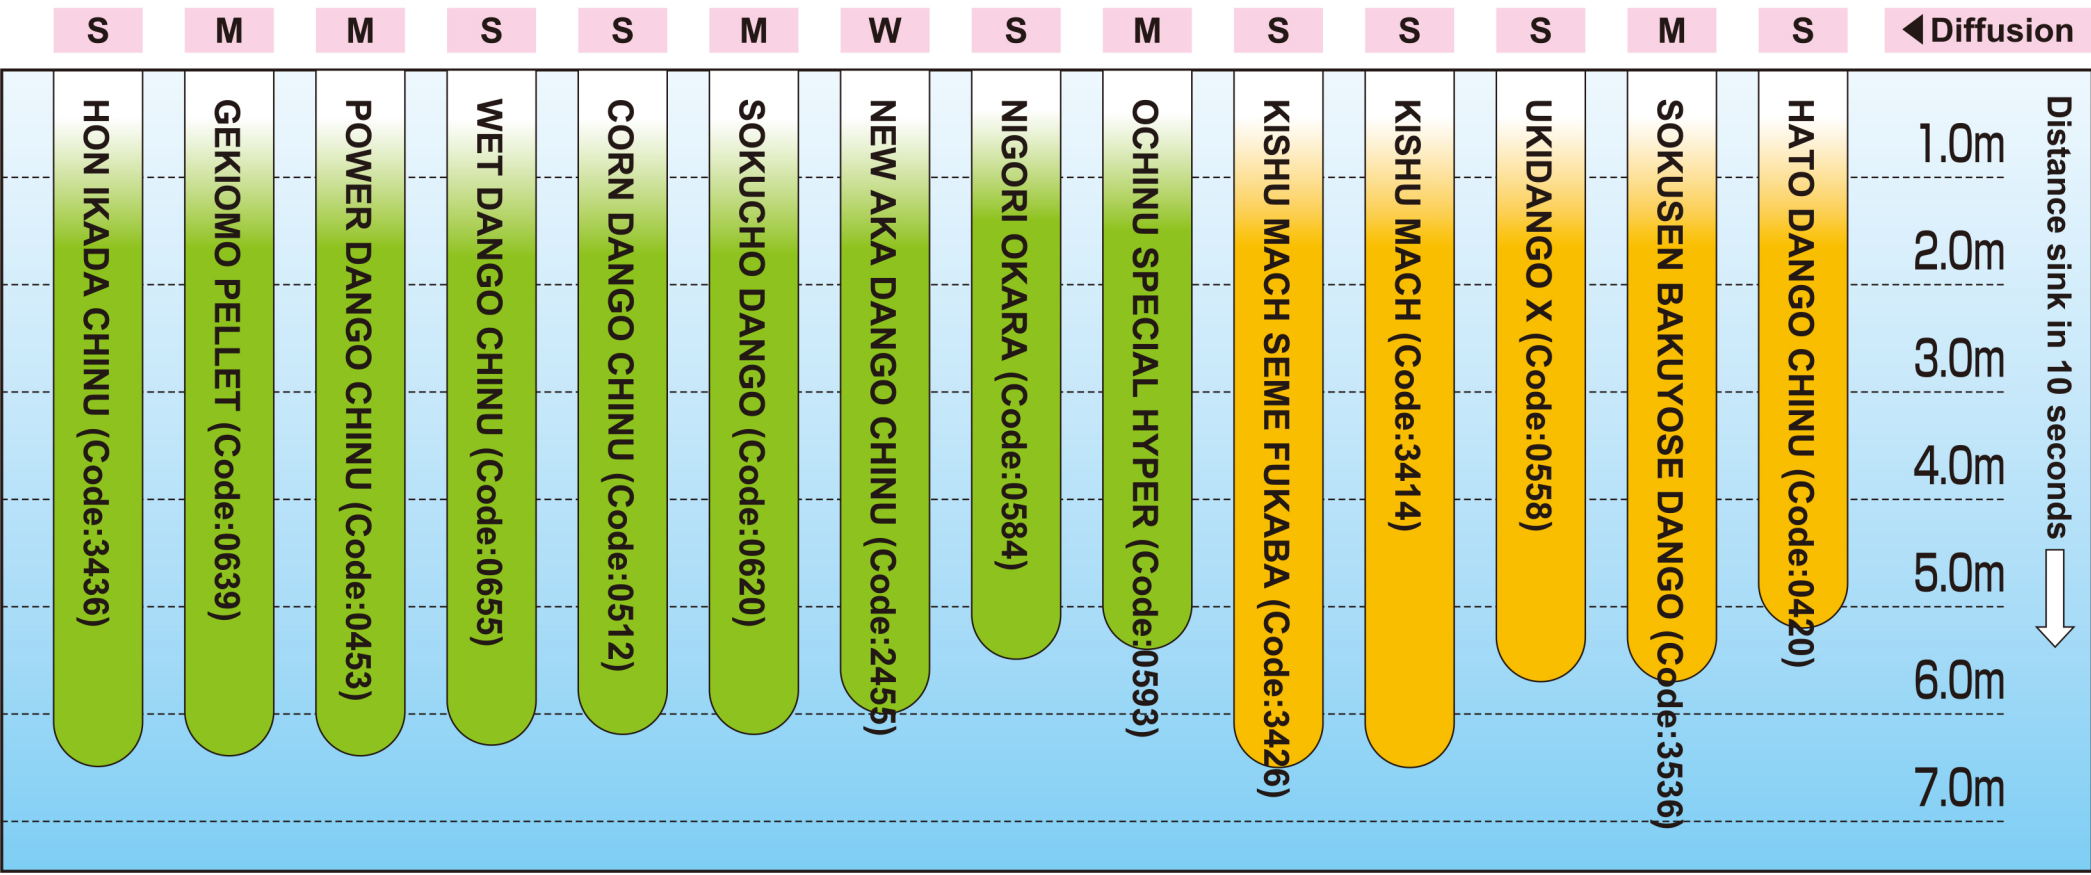 S M M S S M W S M S S S M S ◀Diffusion
HON IKADA CHINU (Code:3436)
GEKIOMO PELLET (Code:0639)
POWER DANGO CHINU (Code:0453)
WET DANGO CHINU (Code:0655)
CORN DANGO CHINU (Code:0512)
SOKUCHO DANGO (Code:0620)
NEW AKA DANGO CHINU (Code:2455)
NIGORI OKARA (Code:0584)
OCHINU SPECIAL HYPER (Code:0593)
KISHU MACH SEME FUKABA (Code:3426)
KISHU MACH (Code:3414)
UKIDANGO X (Code:0558)
SOKUSEN BAKUYOSE DANGO (Code:3536)
HATO DANGO CHINU (Code:0420)
1.0m
2.0m
3.0m
4.0m
5.0m
6.0m
7.0m
Distance sink in 10 seconds